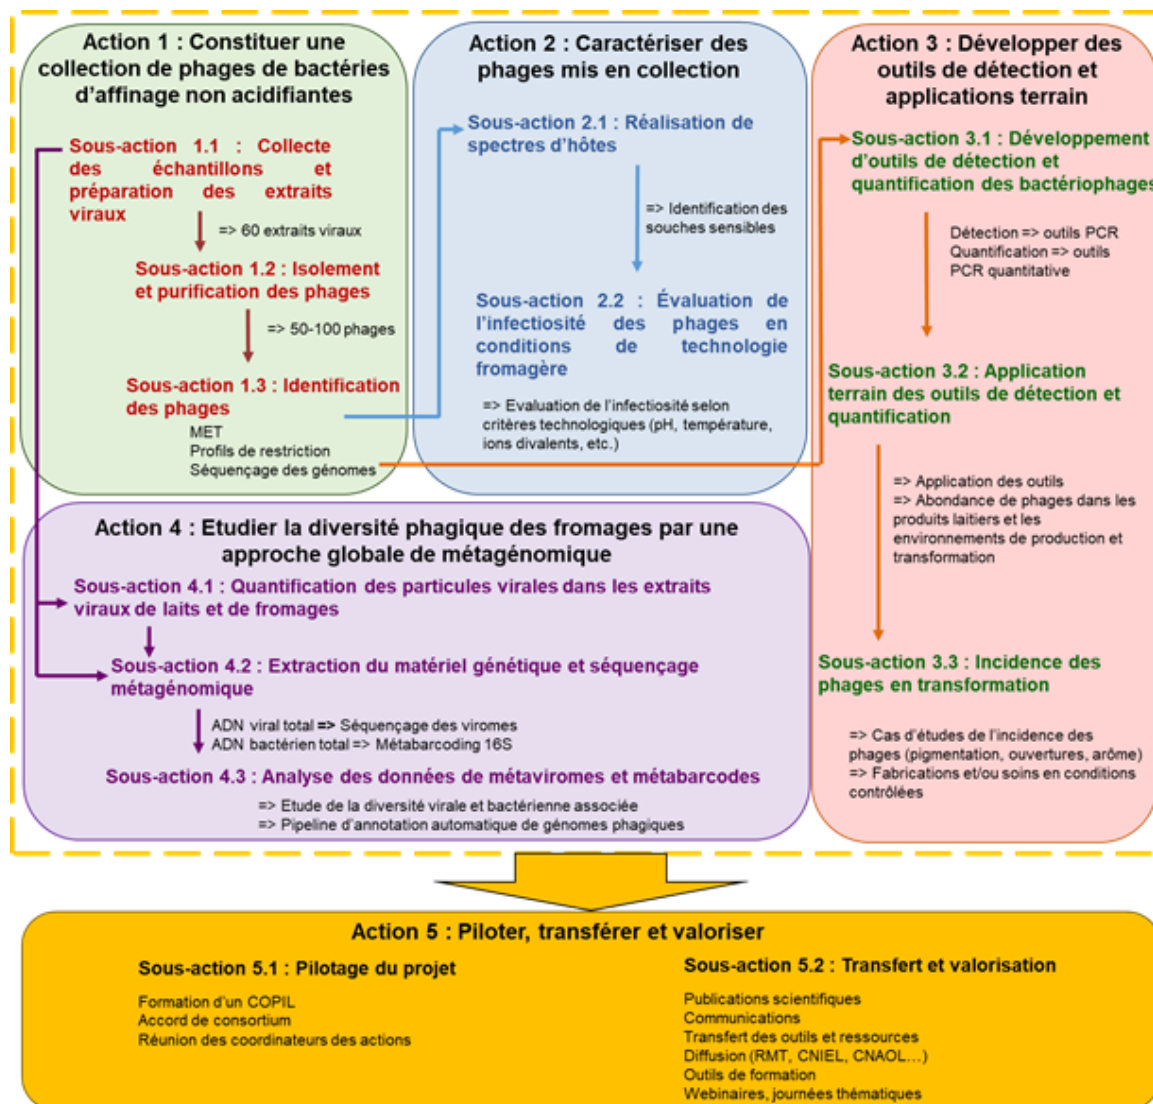 Action 1 : Constituer une
collection de phages de bactéries
d'affinage non acidifiantes
Sous-action 1.1 : Collecte
des échantillons et
préparation des extraits
viraux
=> 60 extraits viraux
Sous-action 1.2 : Isolement
et purification des phages
=> 50-100 phages
Sous-action 1.3 : Identification
des phages
MET
Profils de restriction
Séquençage des génomes
Action 2 : Caractériser des
phages mis en collection
Sous-action 2.1 : Réalisation de
spectres d'hôtes
=> Identification des
souches sensibles
Sous-action 2.2 : Évaluation de
l'infectiosité des phages en
conditions de technologie
fromagère
=> Evaluation de l'infectiosité selon
critères technologiques (pH, température,
ions divalents, etc.)
Action 3 : Développer des
outils de détection et
applications terrain
Sous-action 3.1 : Développement
d'outils de détection et
quantification des bactériophages
Détection => outils PCR
Quantification => outils
PCR quantitative
Sous-action 3.2 : Application
terrain des outils de détection et
quantification
=> Application des outils
=> Abondance de phages dans les
produits laitiers et les
environnements de production et
transformation
Sous-action 3.3 : Incidence des
phages en transformation
=> Cas d'études de l'incidence des
phages (pigmentation, ouvertures, arôme)
=> Fabrications et/ou soins en conditions
contrôlées
Action 4 : Etudier la diversité phagique des fromages par une
approche globale de métagénomique
Sous-action 4.1 : Quantification des particules virales dans les extraits
viraux de laits et de fromages
Sous-action 4.2 : Extraction du matériel génétique et séquençage
métagénomique
ADN viral total => Séquençage des viromes
ADN bactérien total => Métabarcoding 16S
Sous-action 4.3 : Analyse des données de métaviromes et métabarcodes
=> Etude de la diversité virale et bactérienne associée
=> Pipeline d'annotation automatique de génomes phagiques
Action 5 : Piloter, transférer et valoriser
Sous-action 5.1 : Pilotage du projet
Formation d'un COPIL
Accord de consortium
Réunion des coordinateurs des actions
Sous-action 5.2 : Transfert et valorisation
Publications scientifiques
Communications
Transfert des outils et ressources
Diffusion (RMT, CNIEL, CNAOL…)
Outils de formation
Webinaires, journées thématiques